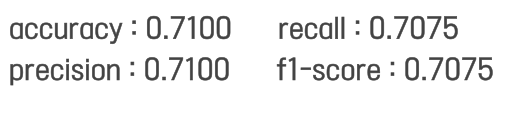 accuracy : 0.7100 recall : 0.7075
precision : 0.7100 f1-score : 0.7075